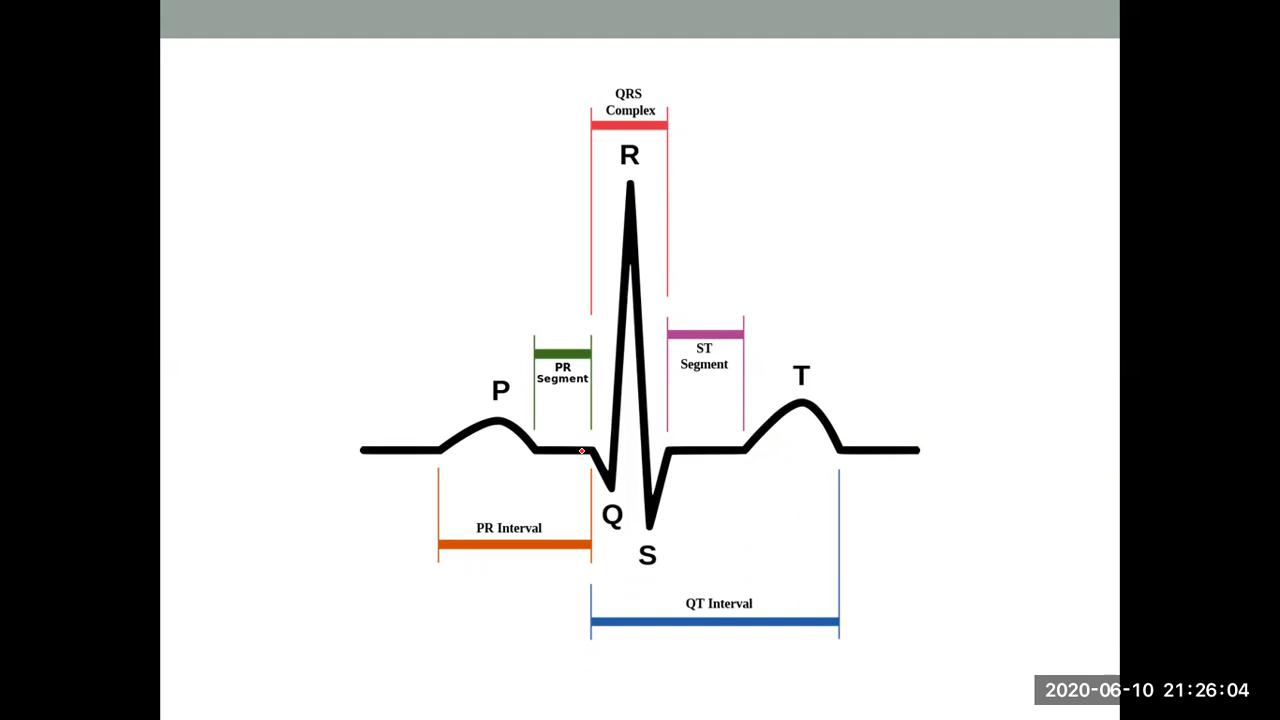 QRS
Complex
R
ST
Segment
PR
Segment
T
P
Q
PR Interval
S
QT Interval
2020-06-10 21:26:04